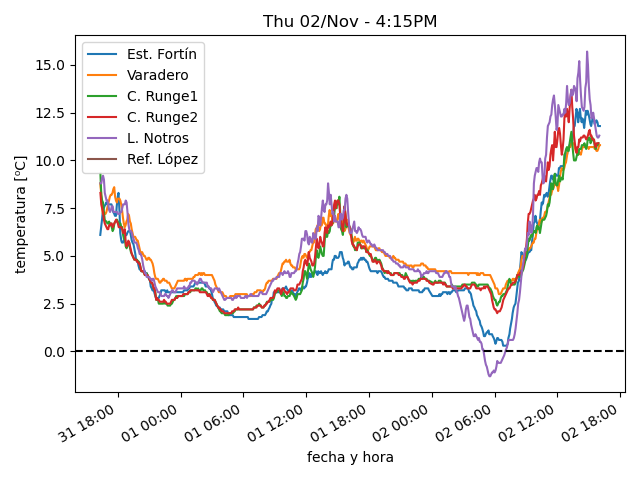 Thu 02/Nov - 4:15PM
Est. Fortín
Varadero
C. Runge1
C. Runge2
L. Notros
Ref. López
temperatura [ºC]
15.0
12.5
10.0
7.5
5.0
2.5
0.0
31 18:00
01 00:00
01 06:00
01 12:00
01 18:00
02 00:00
02 06:00
02 12:00
02 18:00
fecha y hora